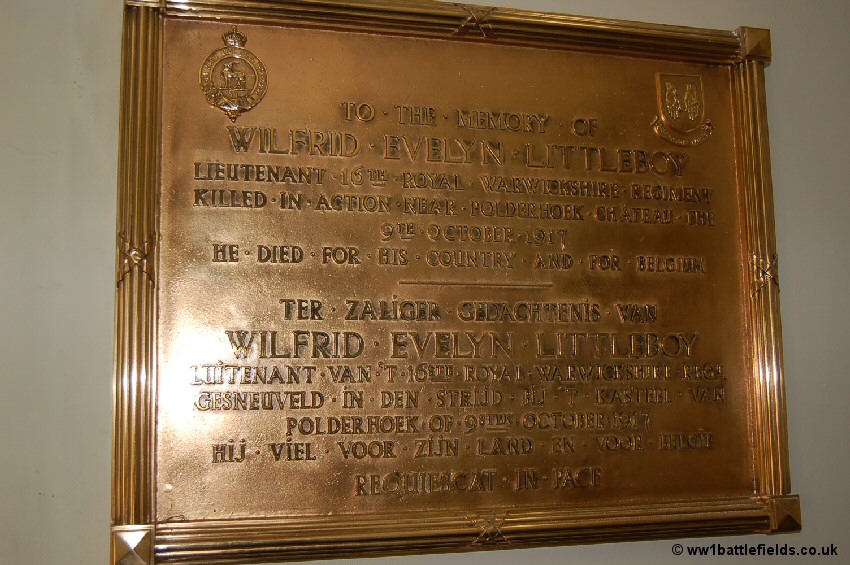 TO · THE · MEMORY · OF
WILFRID · EVELYN · LITTLEBOY
LIEUTENANT · 16TH · ROYAL · WARWICKSHIRE · REGIMENT
KILLED · IN · ACTION · NEAR · POLDERHOEK · CHATEAU · THE
9TH · OCTOBER · 1917
HE · DIED · FOR · HIS · COUNTRY · AND · FOR · BELGIUM
TER · ZALIGER · GEDACHTENIS · VAN
WILFRID · EVELYN · LITTLEBOY
LUITENANT · VAN · 'T · 16DE · ROYAL · WARWICKSHIRE · REGT.
GESNEUVELD · IN · DEN · STRIJD · BIJ · 'T · KASTEEL · VAN
POLDERHOEK · OP · 9STEN · OCTOBER · 1917
HIJ · VIEL · VOOR · ZIJN · LAND · EN · VOOR · BELGIE
REQUIESCAT · IN · PACE
© ww1battlefields.co.uk